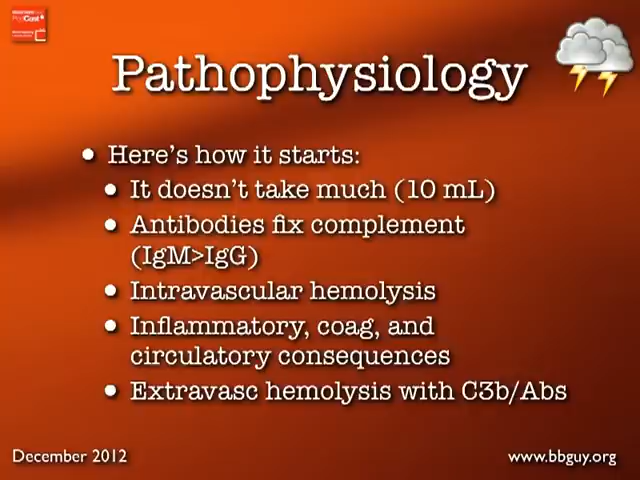 Pathophysiology
• Here's how it starts:
• It doesn't take much (10 mL)
• Antibodies fix complement
(IgM>IgG)
• Intravascular hemolysis
• Inflammatory, coag, and
circulatory consequences
• Extravasc hemolysis with C3b/Abs
December 2012
www.bbguy.org